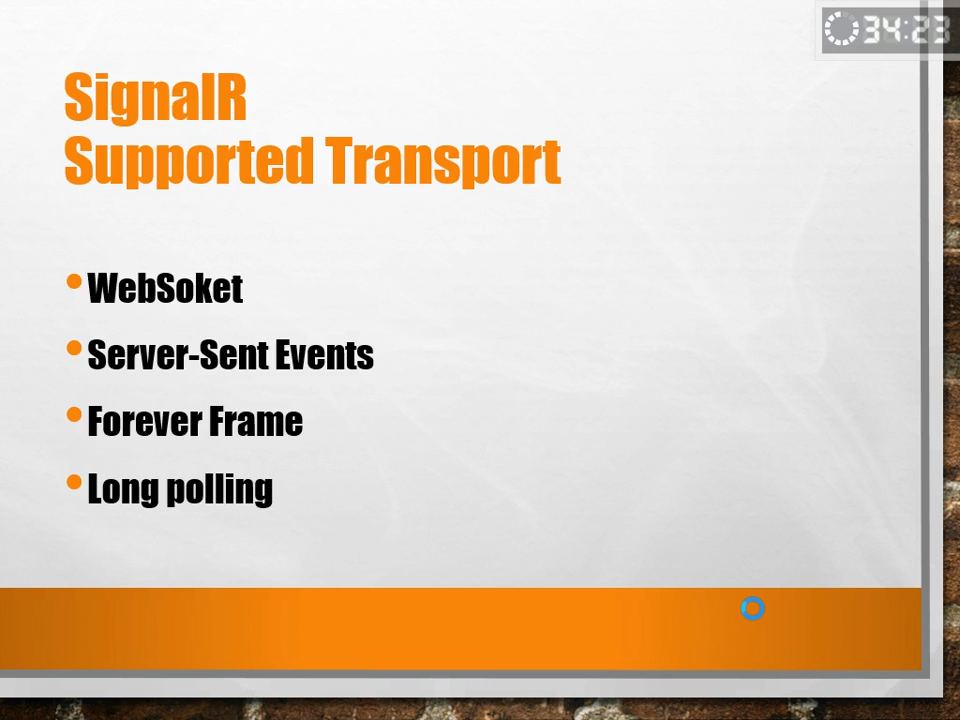 34:23
SignalR
Supported Transport
•WebSoket
•Server-Sent Events
•Forever Frame
•Long polling